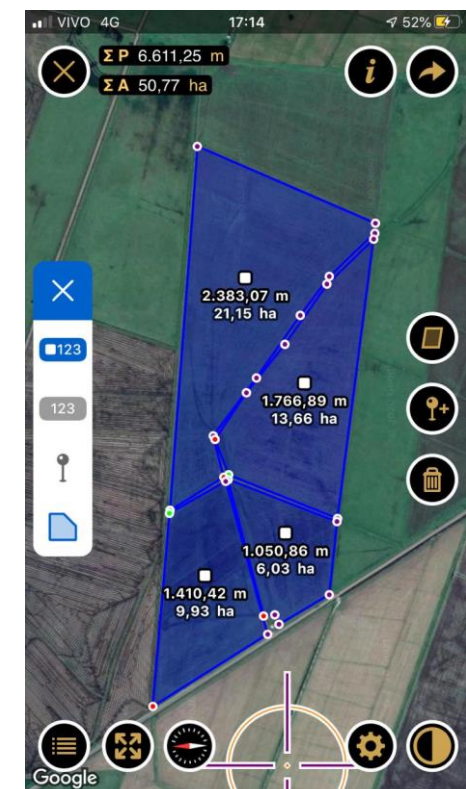 VIVO 4G 17:14 52%
Σ P 6.611,25 m
Σ A 50,77 ha
i
2.383,07 m
21,15 ha
123
123
1.766,89 m
13,66 ha
1.050,86 m
6,03 ha
1.410,42 m
9,93 ha
Google